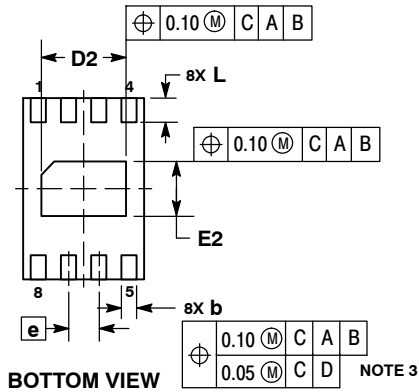 ⌖ 0.10 Ⓜ C A B
D2
1 4
8X L
⌖ 0.10 Ⓜ C A B
E2
8 5
8X b
e
⌖ 0.10 Ⓜ C A B
0.05 Ⓜ C D NOTE 3
BOTTOM VIEW